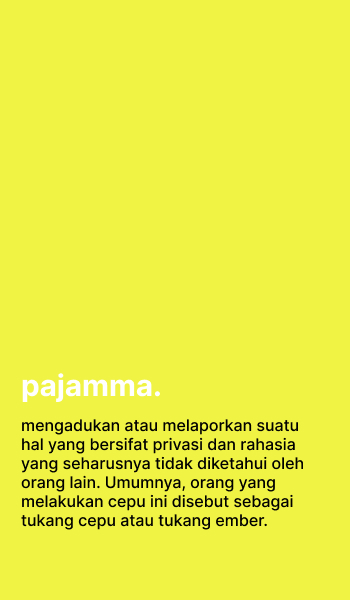 pajamma.
mengadukan atau melaporkan suatu
hal yang bersifat privasi dan rahasia
yang seharusnya tidak diketahui oleh
orang lain. Umumnya, orang yang
melakukan cepu ini disebut sebagai
tukang cepu atau tukang ember.